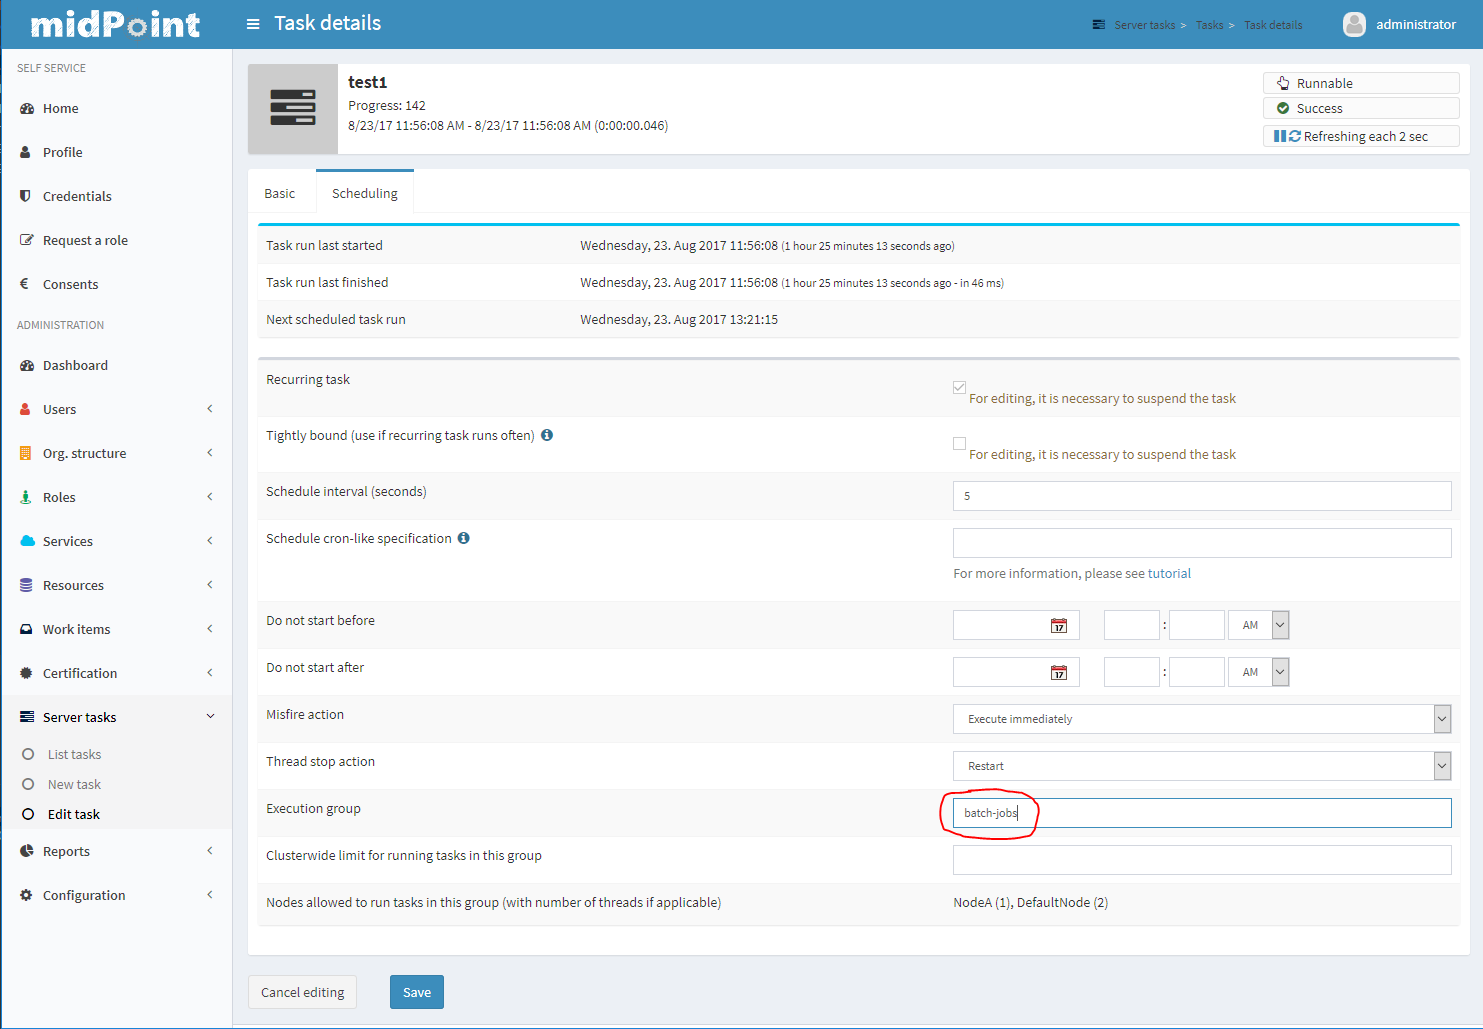 midPoint
Task details
Server tasks > Tasks > Task details
administrator
SELF SERVICE
Home
Profile
Credentials
Request a role
Consents
ADMINISTRATION
Dashboard
Users
Org. structure
Roles
Services
Resources
Work items
Certification
Server tasks
List tasks
New task
Edit task
Reports
Configuration
test1
Progress: 142
8/23/17 11:56:08 AM - 8/23/17 11:56:08 AM (0:00:00.046)
Runnable
Success
Refreshing each 2 sec
Basic
Scheduling
Task run last started Wednesday, 23. Aug 2017 11:56:08 (1 hour 25 minutes 13 seconds ago)
Task run last finished Wednesday, 23. Aug 2017 11:56:08 (1 hour 25 minutes 13 seconds ago - in 46 ms)
Next scheduled task run Wednesday, 23. Aug 2017 13:21:15
Recurring task
For editing, it is necessary to suspend the task
Tightly bound (use if recurring task runs often)
For editing, it is necessary to suspend the task
Schedule interval (seconds) 5
Schedule cron-like specification
For more information, please see tutorial
Do not start before 17 : AM
Do not start after 17 : AM
Misfire action Execute immediately
Thread stop action Restart
Execution group batch-jobs
Clusterwide limit for running tasks in this group
Nodes allowed to run tasks in this group (with number of threads if applicable) NodeA (1), DefaultNode (2)
Cancel editing
Save